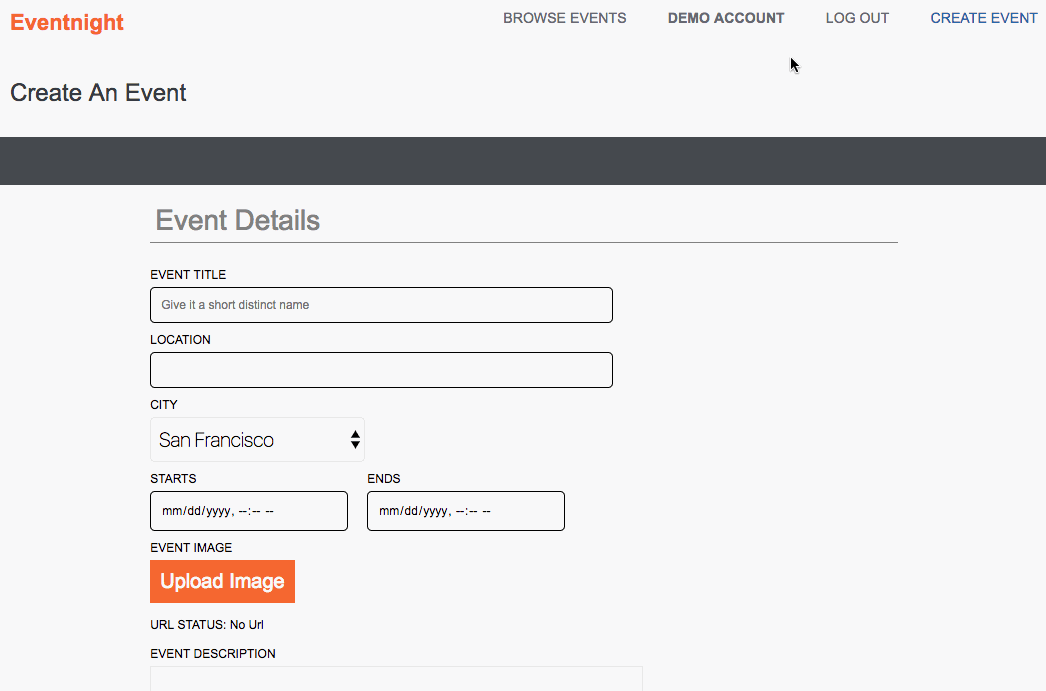 Eventnight
BROWSE EVENTS DEMO ACCOUNT LOG OUT CREATE EVENT
Create An Event
Event Details
EVENT TITLE
Give it a short distinct name
LOCATION
CITY
San Francisco
STARTS ENDS
mm/dd/yyyy, --:-- -- mm/dd/yyyy, --:-- --
EVENT IMAGE
Upload Image
URL STATUS: No Url
EVENT DESCRIPTION